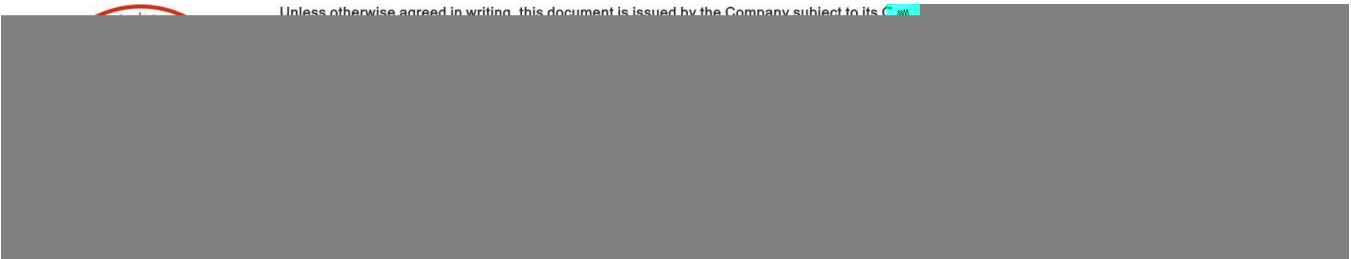 Unless otherwise agreed in writing, this document is issued by the Company subject to its